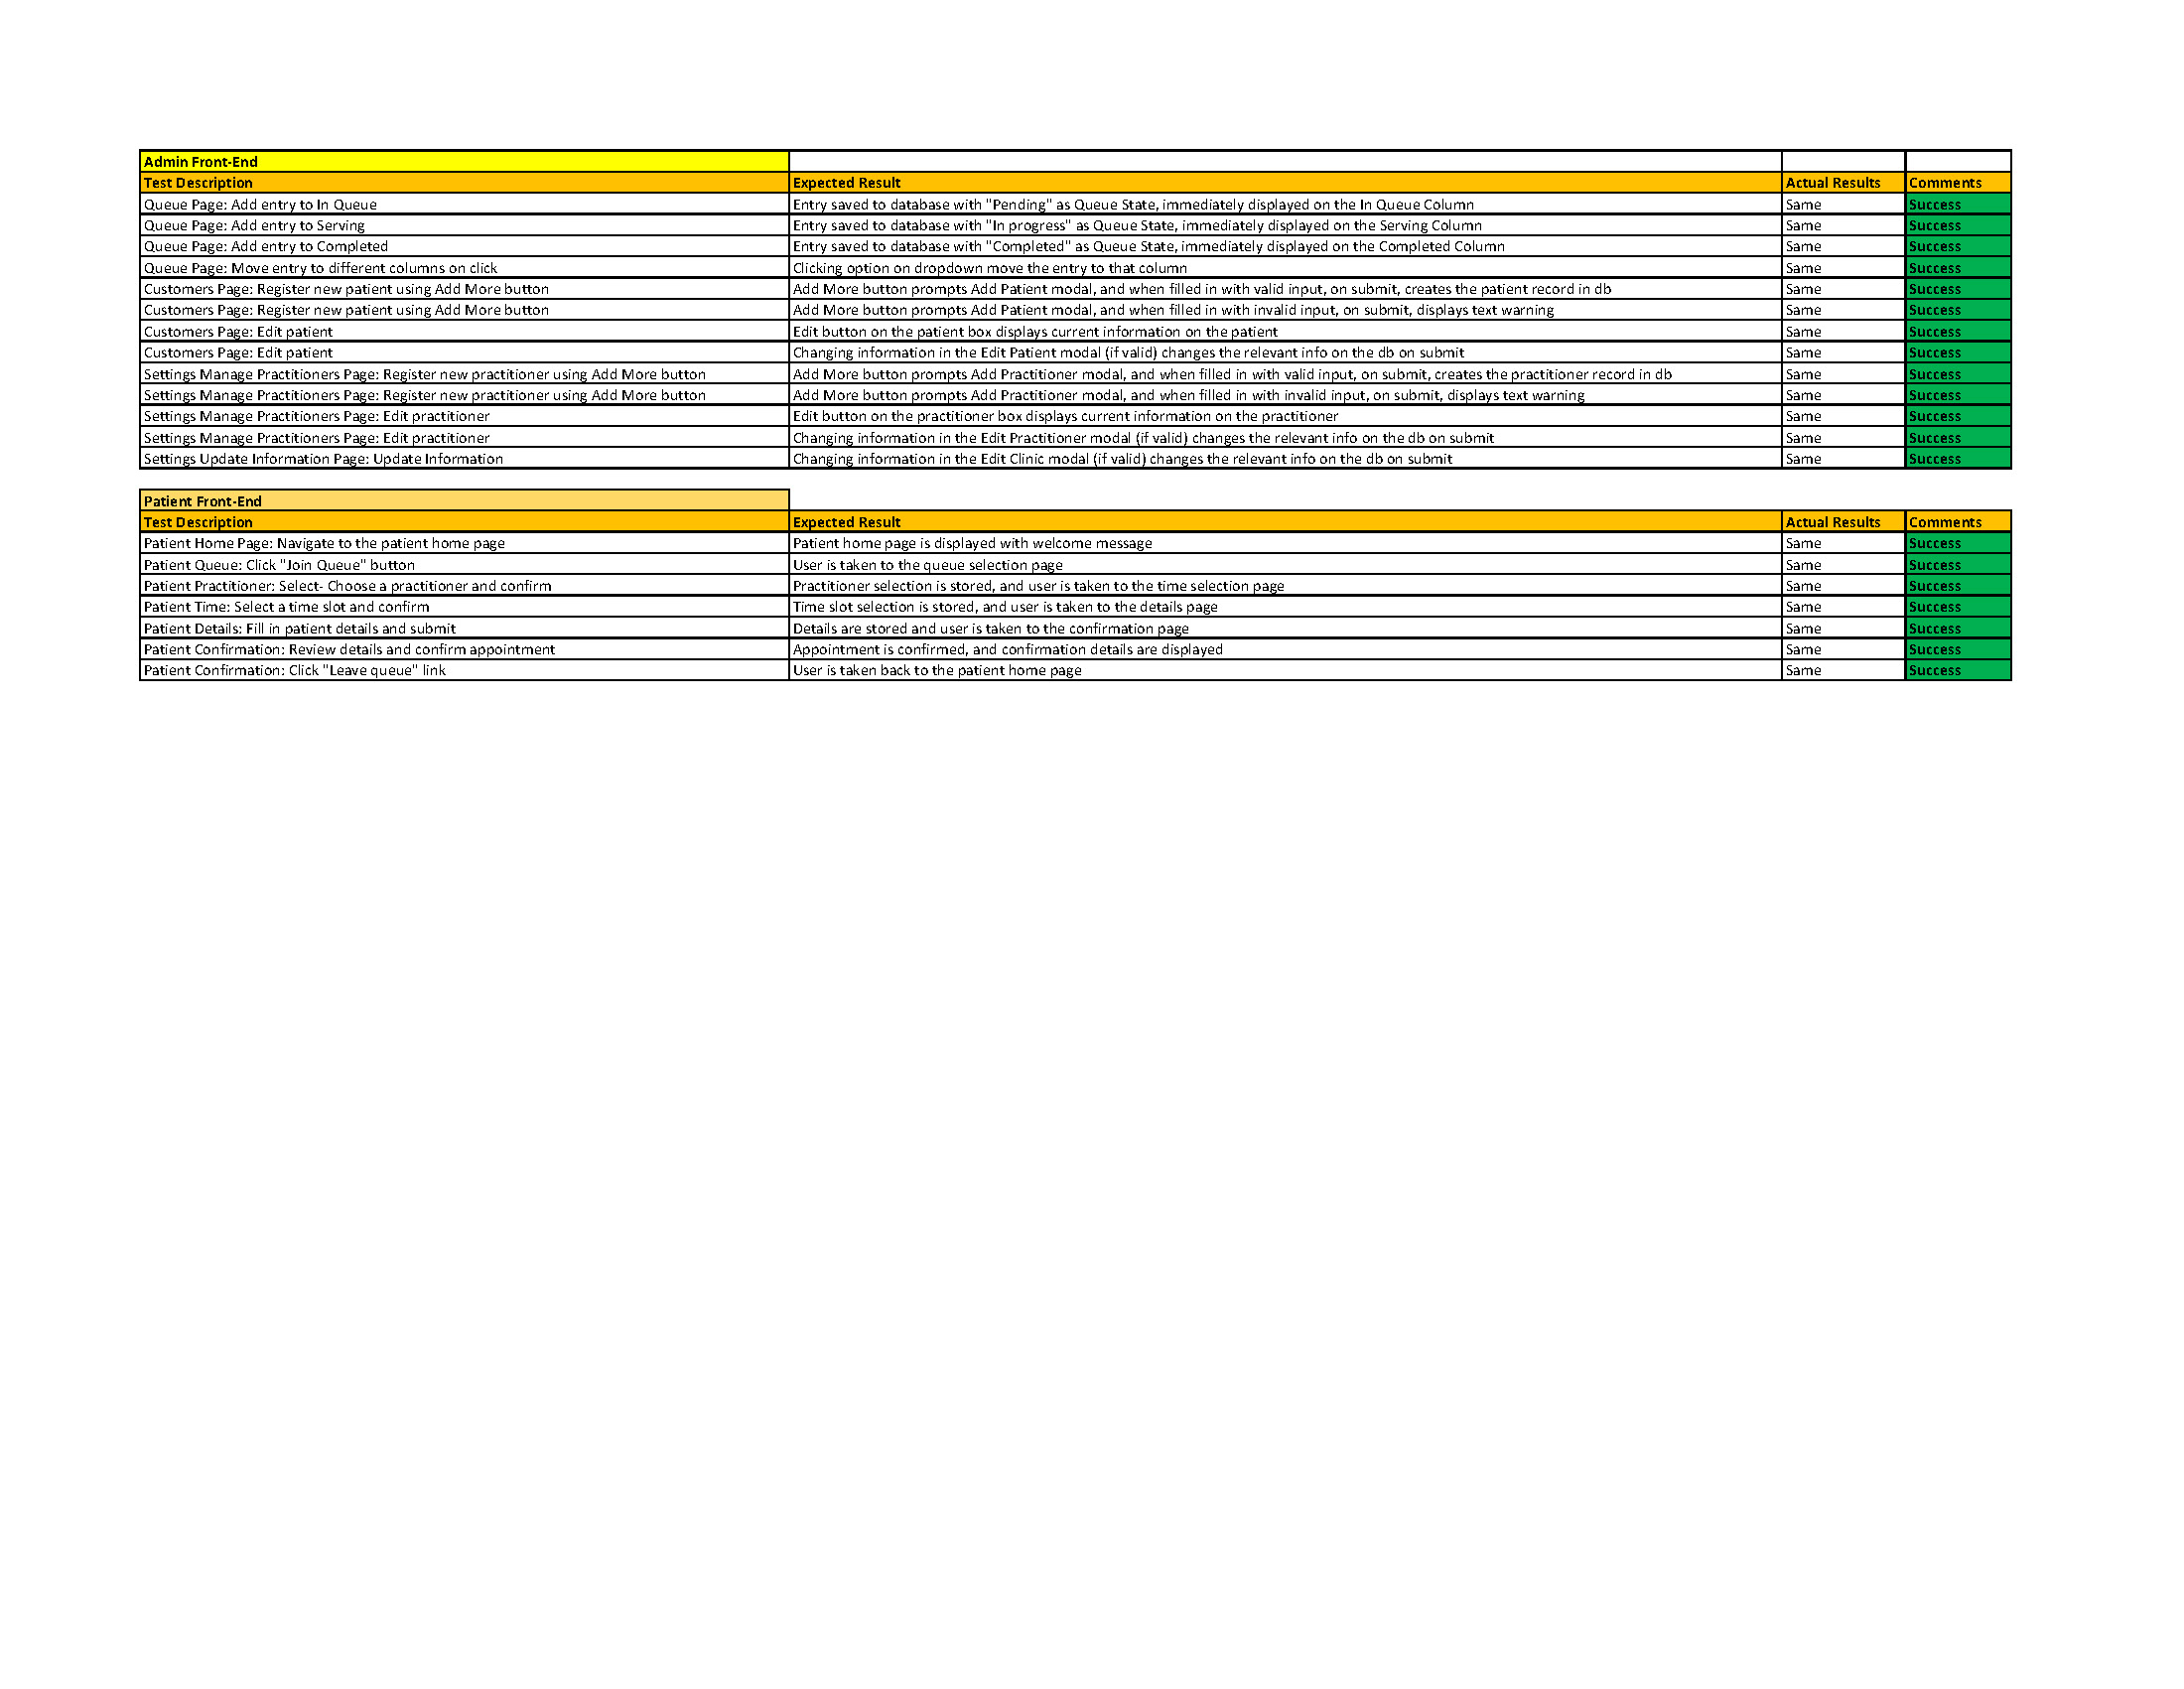 Admin Front-End
Test Description Expected Result Actual Results Comments
Queue Page: Add entry to In Queue Entry saved to database with "Pending" as Queue State, immediately displayed on the In Queue Column Same Success
Queue Page: Add entry to Serving Entry saved to database with "In progress" as Queue State, immediately displayed on the Serving Column Same Success
Queue Page: Add entry to Completed Entry saved to database with "Completed" as Queue State, immediately displayed on the Completed Column Same Success
Queue Page: Move entry to different columns on click Clicking option on dropdown move the entry to that column Same Success
Customers Page: Register new patient using Add More button Add More button prompts Add Patient modal, and when filled in with valid input, on submit, creates the patient record in db Same Success
Customers Page: Register new patient using Add More button Add More button prompts Add Patient modal, and when filled in with invalid input, on submit, displays text warning Same Success
Customers Page: Edit patient Edit button on the patient box displays current information on the patient Same Success
Customers Page: Edit patient Changing information in the Edit Patient modal (if valid) changes the relevant info on the db on submit Same Success
Settings Manage Practitioners Page: Register new practitioner using Add More button Add More button prompts Add Practitioner modal, and when filled in with valid input, on submit, creates the practitioner record in db Same Success
Settings Manage Practitioners Page: Register new practitioner using Add More button Add More button prompts Add Practitioner modal, and when filled in with invalid input, on submit, displays text warning Same Success
Settings Manage Practitioners Page: Edit practitioner Edit button on the practitioner box displays current information on the practitioner Same Success
Settings Manage Practitioners Page: Edit practitioner Changing information in the Edit Practitioner modal (if valid) changes the relevant info on the db on submit Same Success
Settings Update Information Page: Update Information Changing information in the Edit Clinic modal (if valid) changes the relevant info on the db on submit Same Success
Patient Front-End
Test Description Expected Result Actual Results Comments
Patient Home Page: Navigate to the patient home page Patient home page is displayed with welcome message Same Success
Patient Queue: Click "Join Queue" button User is taken to the queue selection page Same Success
Patient Practitioner: Select- Choose a practitioner and confirm Practitioner selection is stored, and user is taken to the time selection page Same Success
Patient Time: Select a time slot and confirm Time slot selection is stored, and user is taken to the details page Same Success
Patient Details: Fill in patient details and submit Details are stored and user is taken to the confirmation page Same Success
Patient Confirmation: Review details and confirm appointment Appointment is confirmed, and confirmation details are displayed Same Success
Patient Confirmation: Click "Leave queue" link User is taken back to the patient home page Same Success